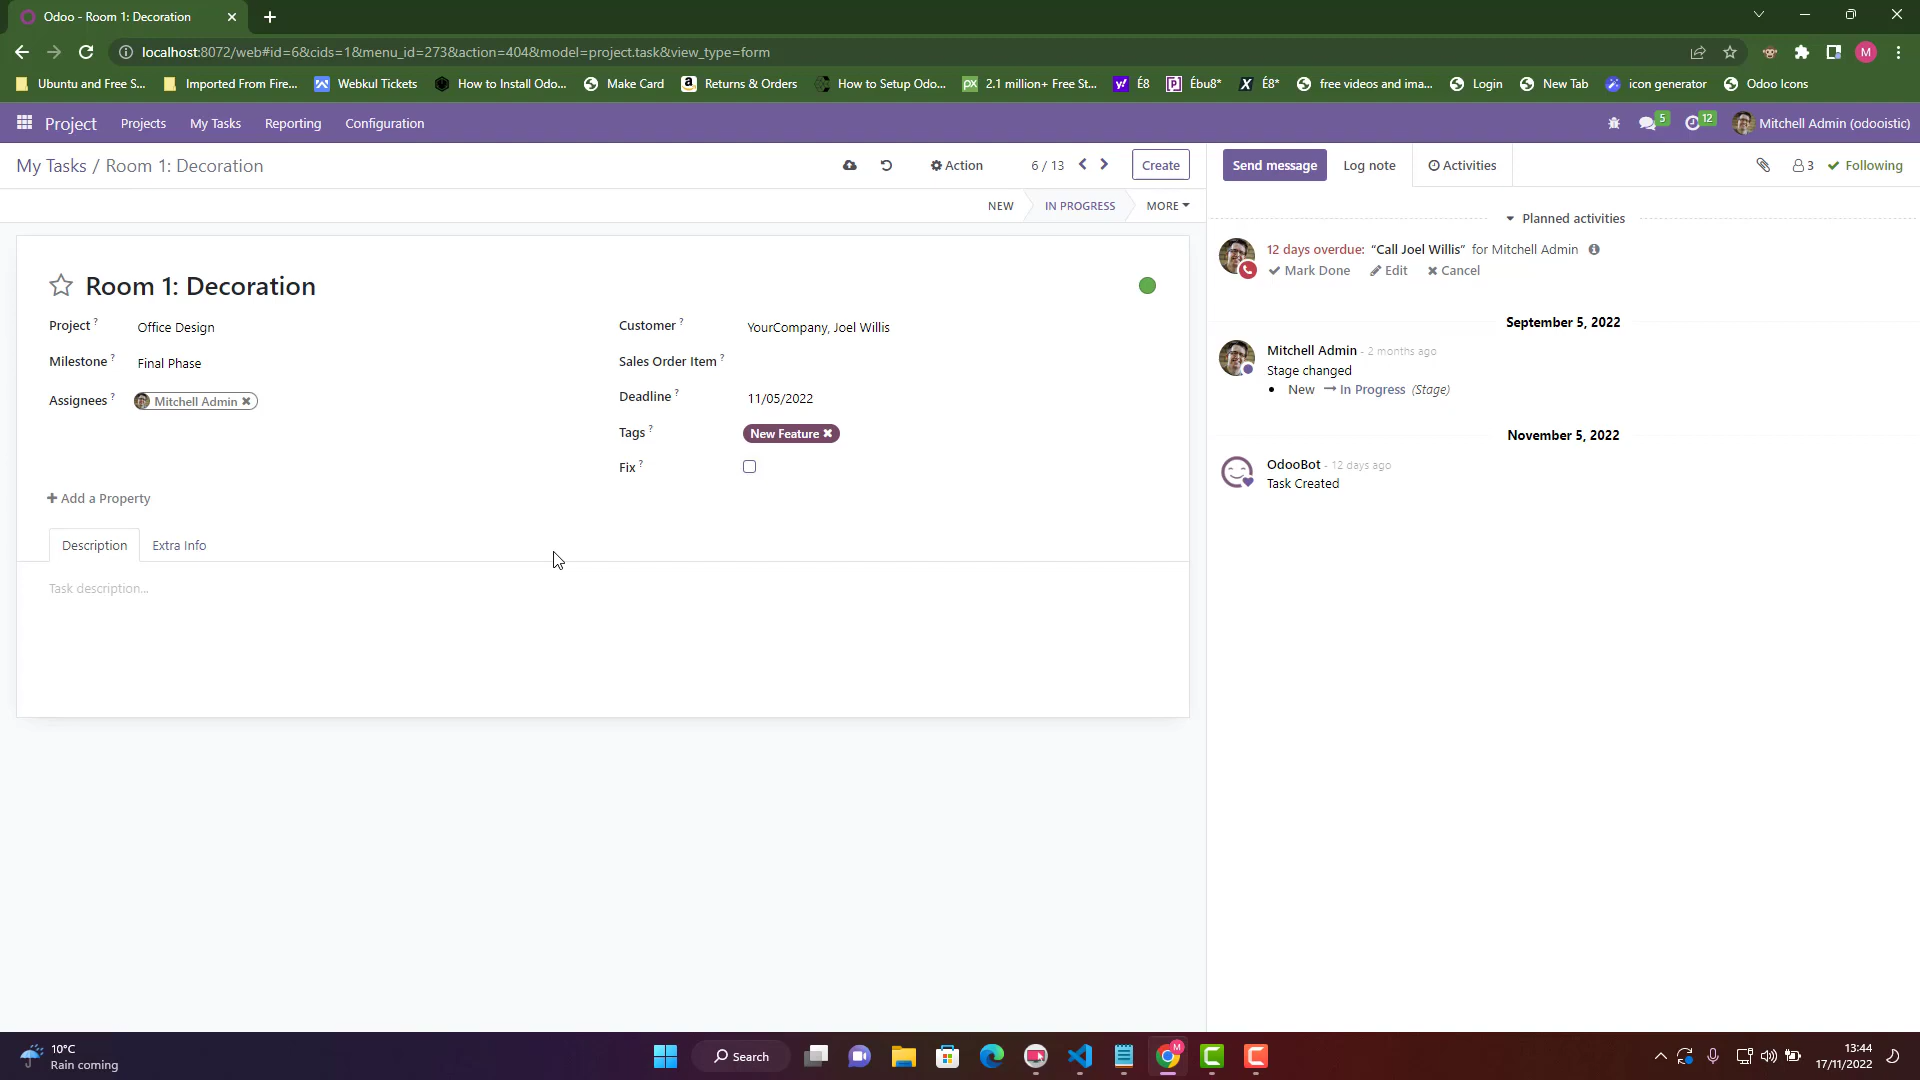 Odoo - Room 1: Decoration
localhost:8072/web#id=6&cids=1&menu_id=273&action=404&model=project.task&view_type=form
M
Ubuntu and Free S... Imported From Fire... Webkul Tickets How to Install Odo... Make Card Returns & Orders How to Setup Odo... 2.1 million+ Free St... É8 Ébu8* É8* free videos and ima... Login New Tab icon generator Odoo Icons
Project Projects My Tasks Reporting Configuration 5 12 Mitchell Admin (odooistic)
My Tasks / Room 1: Decoration Action 6 / 13 Create Send message Log note Activities 3 Following
NEW IN PROGRESS MORE
Planned activities
12 days overdue: “Call Joel Willis” for Mitchell Admin
Mark Done Edit Cancel
Room 1: Decoration
Project ? Office Design
Milestone ? Final Phase
Assignees ? Mitchell Admin
Customer ? YourCompany, Joel Willis
Sales Order Item ?
Deadline ? 11/05/2022
Tags ? New Feature
Fix ?
Add a Property
Description Extra Info
Task description...
September 5, 2022
Mitchell Admin - 2 months ago
Stage changed
New In Progress (Stage)
November 5, 2022
OdooBot - 12 days ago
Task Created
10°C
Rain coming
Search
M
13:44
17/11/2022